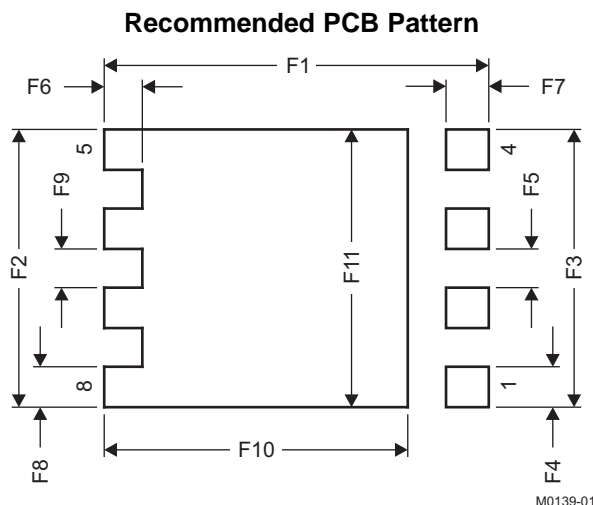 Recommended PCB Pattern
F1
F6
F7
5
4
F9
F5
F2
F11
F3
8
1
F10
F8
F4
M0139-01